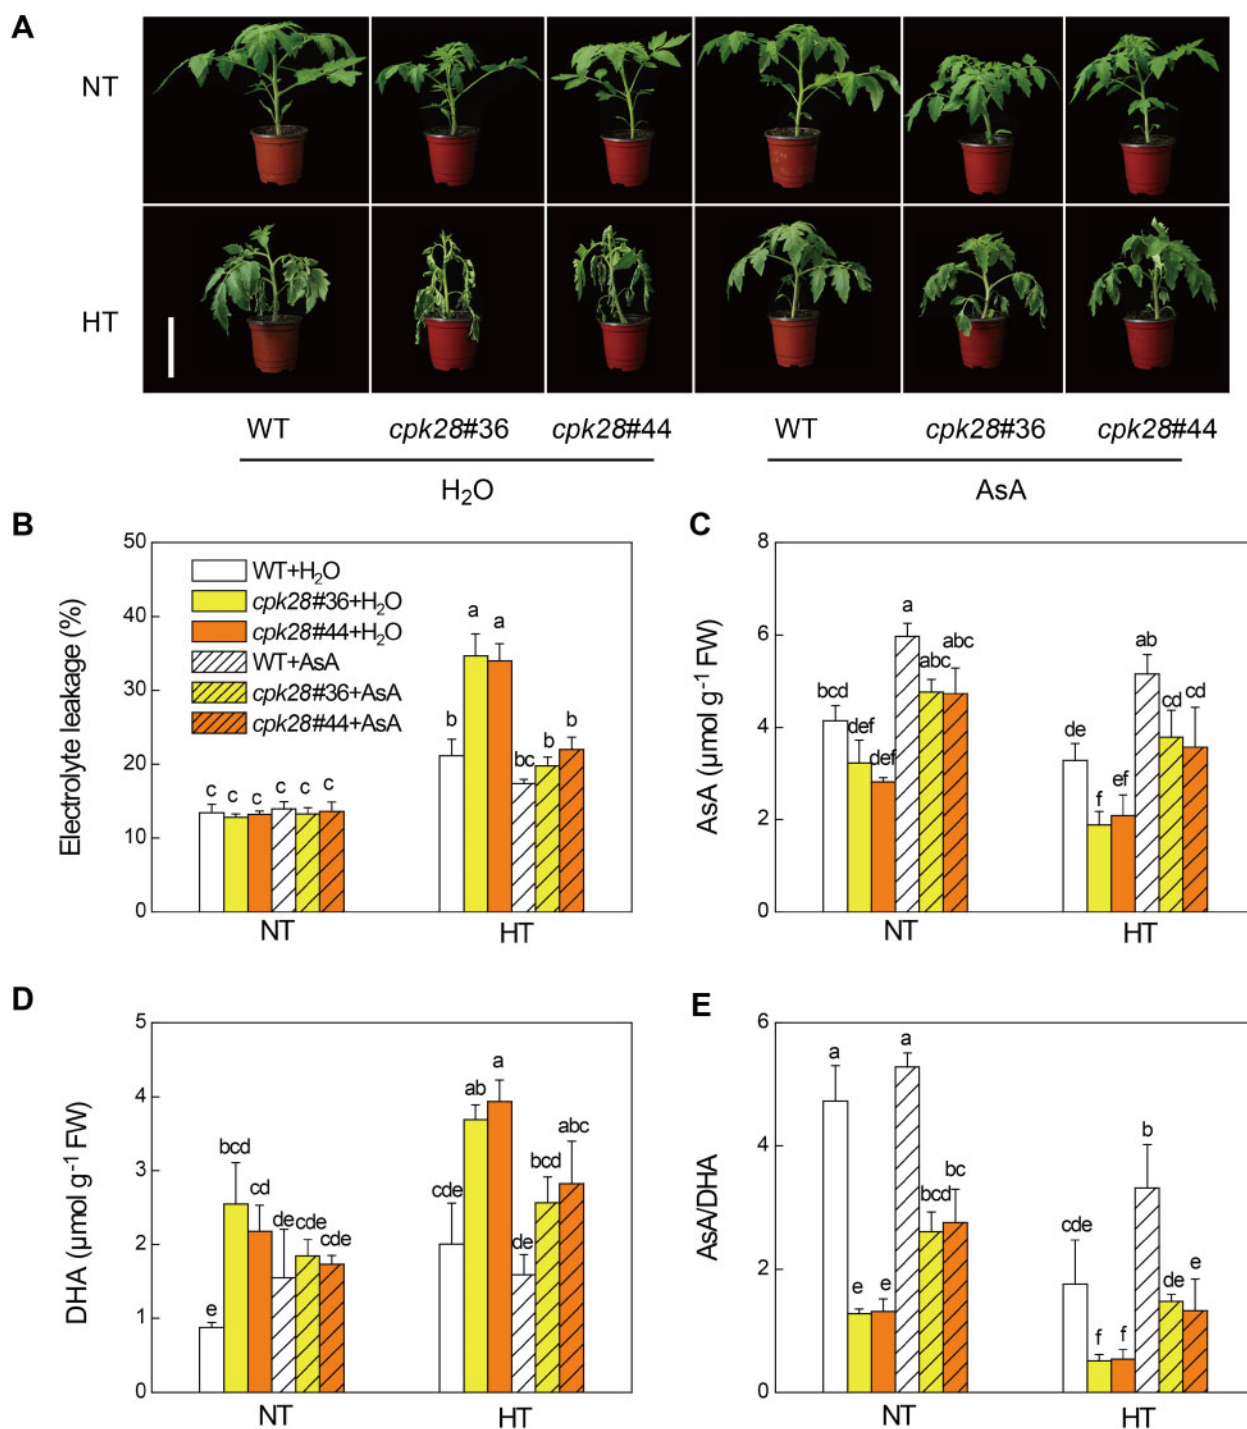 A
NT
HT
WT cpk28#36 cpk28#44 WT cpk28#36 cpk28#44
H₂O AsA
B
Electrolyte leakage (%)
50
40
30
20
10
0
WT+H₂O
cpk28#36+H₂O
cpk28#44+H₂O
WT+AsA
cpk28#36+AsA
cpk28#44+AsA
c c c c c c
b a a bc b b
NT HT
C
AsA (μmol g⁻¹ FW)
8
6
4
2
0
bcd def def a abc abc
de f ef ab cd cd
NT HT
D
DHA (μmol g⁻¹ FW)
5
4
3
2
1
0
e bcd cd de cde cde
cde ab a de bcd abc
NT HT
E
AsA/DHA
6
4
2
0
a e e a bcd bc
cde f f b de e
NT HT